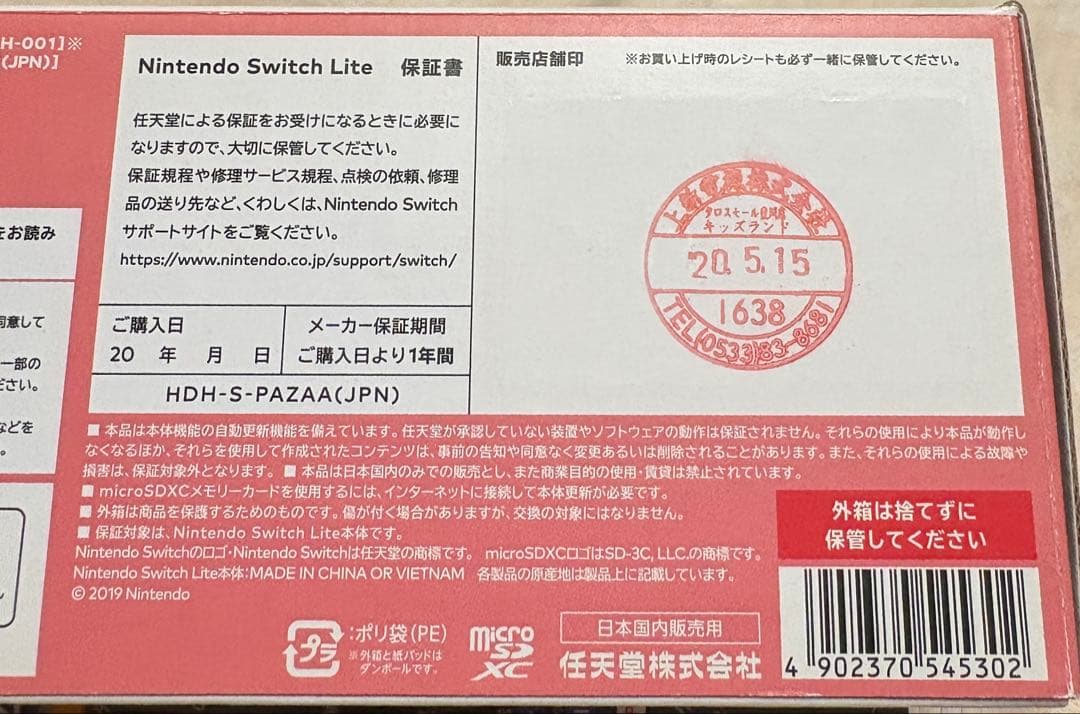 H-001]※
(JPN)]
をお読み
同意して
一部の
ださい。
などを
。
Nintendo Switch Lite 保証書
任天堂による保証をお受けになるときに必要に
なりますので、大切に保管してください。
保証規程や修理サービス規程、点検の依頼、修理
品の送り先など、くわしくは、Nintendo Switch
サポートサイトをご覧ください。
https://www.nintendo.co.jp/support/switch/
ご購入日
20 年 月 日
メーカー保証期間
ご購入日より1年間
HDH-S-PAZAA(JPN)
販売店舗印 ※お買い上げ時のレシートも必ず一緒に保管してください。
上新電機株式会社
キッズランド
'20.5.15
1638
TEL(0533)83-8681
■ 本品は本体機能の自動更新機能を備えています。任天堂が承認していない装置やソフトウェアの動作は保証されません。それらの使用により本品が動作し
なくなるほか、それらを使用して作成されたコンテンツは、事前の告知や同意なく変更あるいは削除されることがあります。また、それらの使用による故障や
損害は、保証対象外となります。 ■ 本品は日本国内のみでの販売とし、また商業目的の使用・賃貸は禁止されています。
■ microSDXCメモリーカードを使用するには、インターネットに接続して本体更新が必要です。
■ 外箱は商品を保護するためのものです。傷が付く場合がありますが、交換の対象にはなりません。
■ 保証対象は、Nintendo Switch Lite本体です。
Nintendo Switchのロゴ・Nintendo Switchは任天堂の商標です。 microSDXCロゴはSD-3C, LLC.の商標です。
Nintendo Switch Lite本体：MADE IN CHINA OR VIETNAM 各製品の原産地は製品上に記載しています。
© 2019 Nintendo
外箱は捨てずに
保管してください
プラ
：ポリ袋(PE)
※外箱と紙パッドは
ダンボールです。
micro
SD
XC
日本国内販売用
任天堂株式会社
4 902370 545302